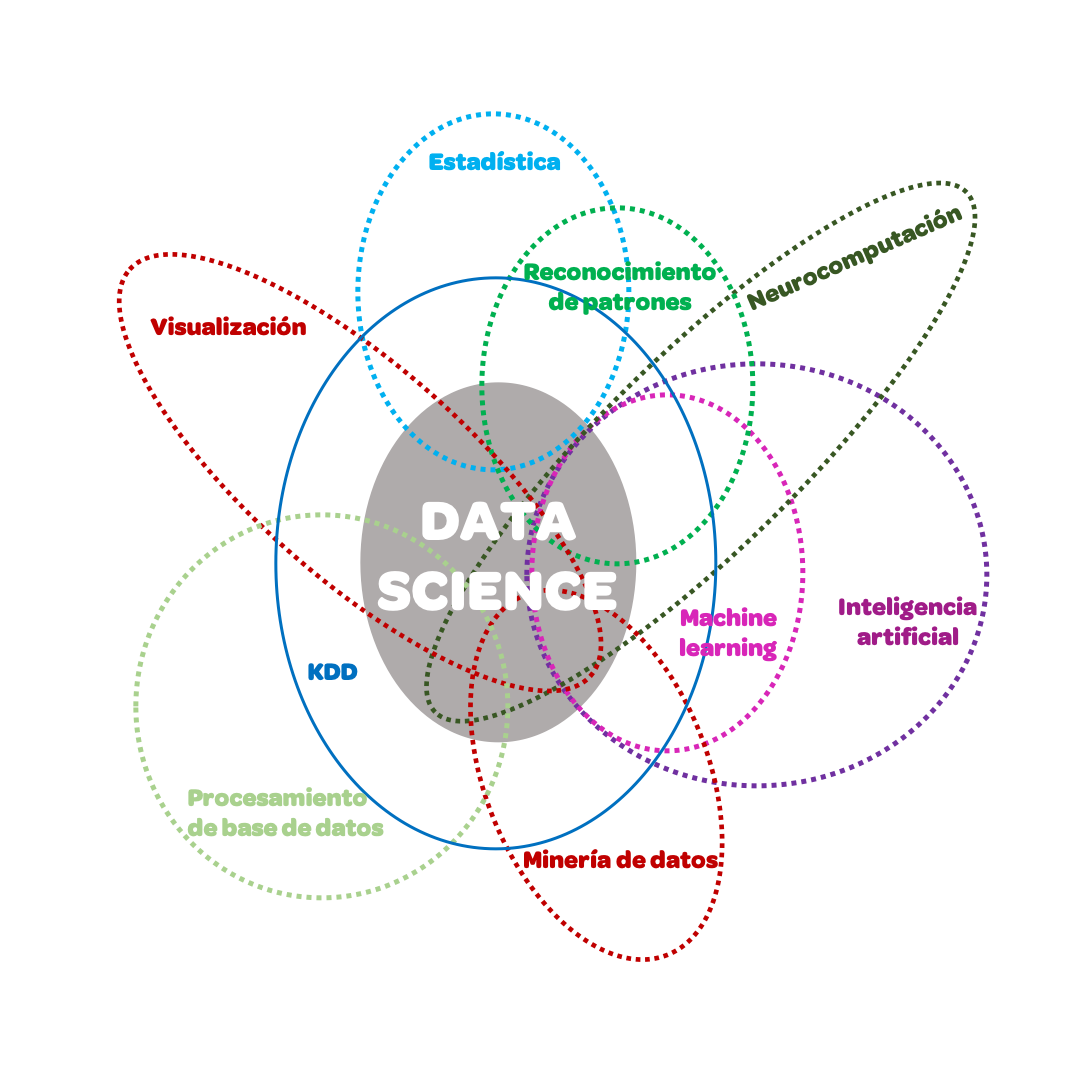 Estadística
Reconocimiento
de patrones
Neurocomputación
Visualización
DATA
SCIENCE
Inteligencia
artificial
Machine
learning
KDD
Procesamiento
de base de datos
Minería de datos